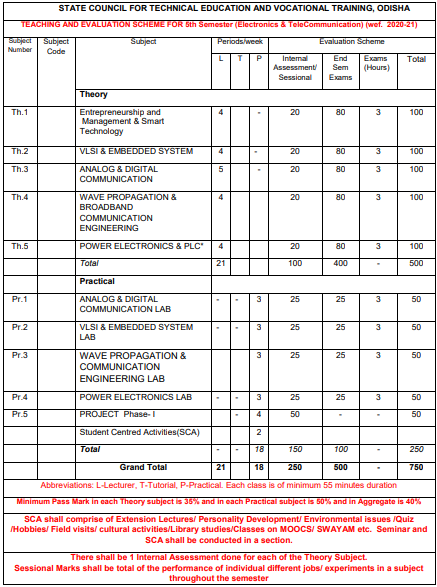 STATE COUNCIL FOR TECHNICAL EDUCATION AND VOCATIONAL TRAINING, ODISHA
TEACHING AND EVALUATION SCHEME FOR 5th Semester (Electronics & TeleCommunication) (wef. 2020-21)
Subject Number Subject Code Subject Periods/week Evaluation Scheme
L T P Internal Assessment/ Sessional End Sem Exams Exams (Hours) Total
Theory
Th.1 Entrepreneurship and Management & Smart Technology 4 - 20 80 3 100
Th.2 VLSI & EMBEDDED SYSTEM 4 - 20 80 3 100
Th.3 ANALOG & DIGITAL COMMUNICATION 5 - 20 80 3 100
Th.4 WAVE PROPAGATION & BROADBAND COMMUNICATION ENGINEERING 4 20 80 3 100
Th.5 POWER ELECTRONICS & PLC* 4 20 80 3 100
Total 21 100 400 - 500
Practical
Pr.1 ANALOG & DIGITAL COMMUNICATION LAB - - 3 25 25 3 50
Pr.2 VLSI & EMBEDDED SYSTEM LAB - - 3 25 25 3 50
Pr.3 WAVE PROPAGATION & COMMUNICATION ENGINEERING LAB 3 25 25 3 50
Pr.4 POWER ELECTRONICS LAB - - 3 25 25 3 50
Pr.5 PROJECT Phase- I - 4 50 - - 50
Student Centred Activities(SCA) 2
Total - - 18 150 100 - 250
Grand Total 21 18 250 500 - 750
Abbreviations: L-Lecturer, T-Tutorial, P-Practical. Each class is of minimum 55 minutes duration
Minimum Pass Mark in each Theory subject is 35% and in each Practical subject is 50% and in Aggregate is 40%
SCA shall comprise of Extension Lectures/ Personality Development/ Environmental issues /Quiz
/Hobbies/ Field visits/ cultural activities/Library studies/Classes on MOOCS/ SWAYAM etc. Seminar and
SCA shall be conducted in a section.
There shall be 1 Internal Assessment done for each of the Theory Subject.
Sessional Marks shall be total of the performance of individual different jobs/ experiments in a subject
throughout the semester